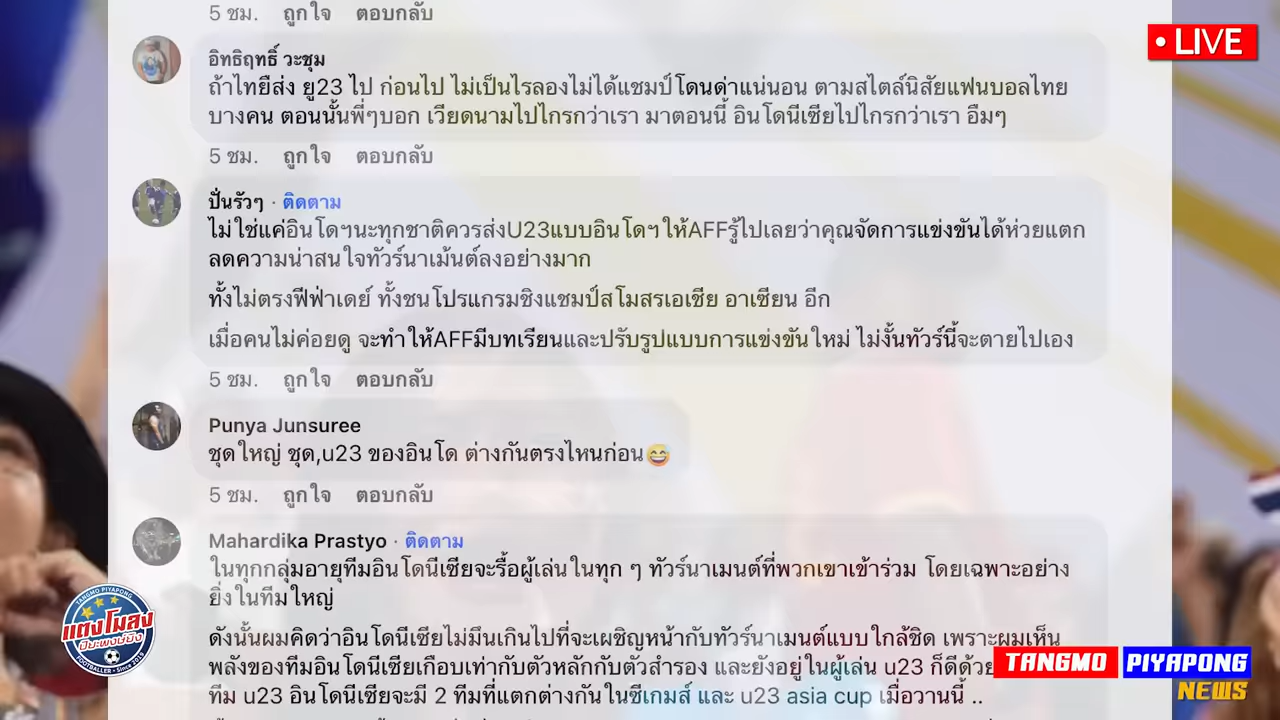 5 ชม. ถูกใจ ตอบกลับ
• LIVE
อิทธิฤทธิ์ วะชุม
ถ้าไทยืส่ง ยู23 ไป ก่อนไป ไม่เป็นไรลองไม่ได้แชมป์โดนด่าแน่นอน ตามสไตล์นิสัยแฟนบอลไทย
บางคน ตอนนั้นพี่ๆบอก เวียดนามไปไกรกว่าเรา มาตอนนี้ อินโดนีเซียไปไกรกว่าเรา อืมๆ
5 ชม. ถูกใจ ตอบกลับ
ปั่นรัวๆ · ติดตาม
ไม่ใช่แค่อินโดฯนะทุกชาติควรส่งU23แบบอินโดฯให้AFFรู้ไปเลยว่าคุณจัดการแข่งขันได้ห่วยแตก
ลดความน่าสนใจทัวร์นาเม้นต์ลงอย่างมาก
ทั้งไม่ตรงฟีฟ่าเดย์ ทั้งชนโปรแกรมชิงแชมป์สโมสรเอเชีย อาเซียน อีก
เมื่อคนไม่ค่อยดู จะทำให้AFFมีบทเรียนและปรับรูปแบบการแข่งขันใหม่ ไม่งั้นทัวร์นี้จะตายไปเอง
5 ชม. ถูกใจ ตอบกลับ
Punya Junsuree
ชุดใหญ่ ชุด,u23 ของอินโด ต่างกันตรงไหนก่อน😅
5 ชม. ถูกใจ ตอบกลับ
Mahardika Prastyo · ติดตาม
ในทุกกลุ่มอายุทีมอินโดนีเซียจะรื้อผู้เล่นในทุก ๆ ทัวร์นาเมนต์ที่พวกเขาเข้าร่วม โดยเฉพาะอย่าง
ยิ่งในทีมใหญ่
ดังนั้นผมคิดว่าอินโดนีเซียไม่มึนเกินไปที่จะเผชิญหน้ากับทัวร์นาเมนต์แบบใกล้ชิด เพราะผมเห็น
พลังของทีมอินโดนีเซียเกือบเท่ากับตัวหลักกับตัวสำรอง และยังอยู่ในผู้เล่น u23 ก็ดีด้วย
ทีม u23 อินโดนีเซียจะมี 2 ทีมที่แตกต่างกันในซีเกมส์ และ u23 asia cup เมื่อวานนี้ ..
TANGMO PIYAPONG
แตงโมลง
ปิยะพงษ์ยิง
FOOTBALLER • Since 2018
TANGMO PIYAPONG
NEWS